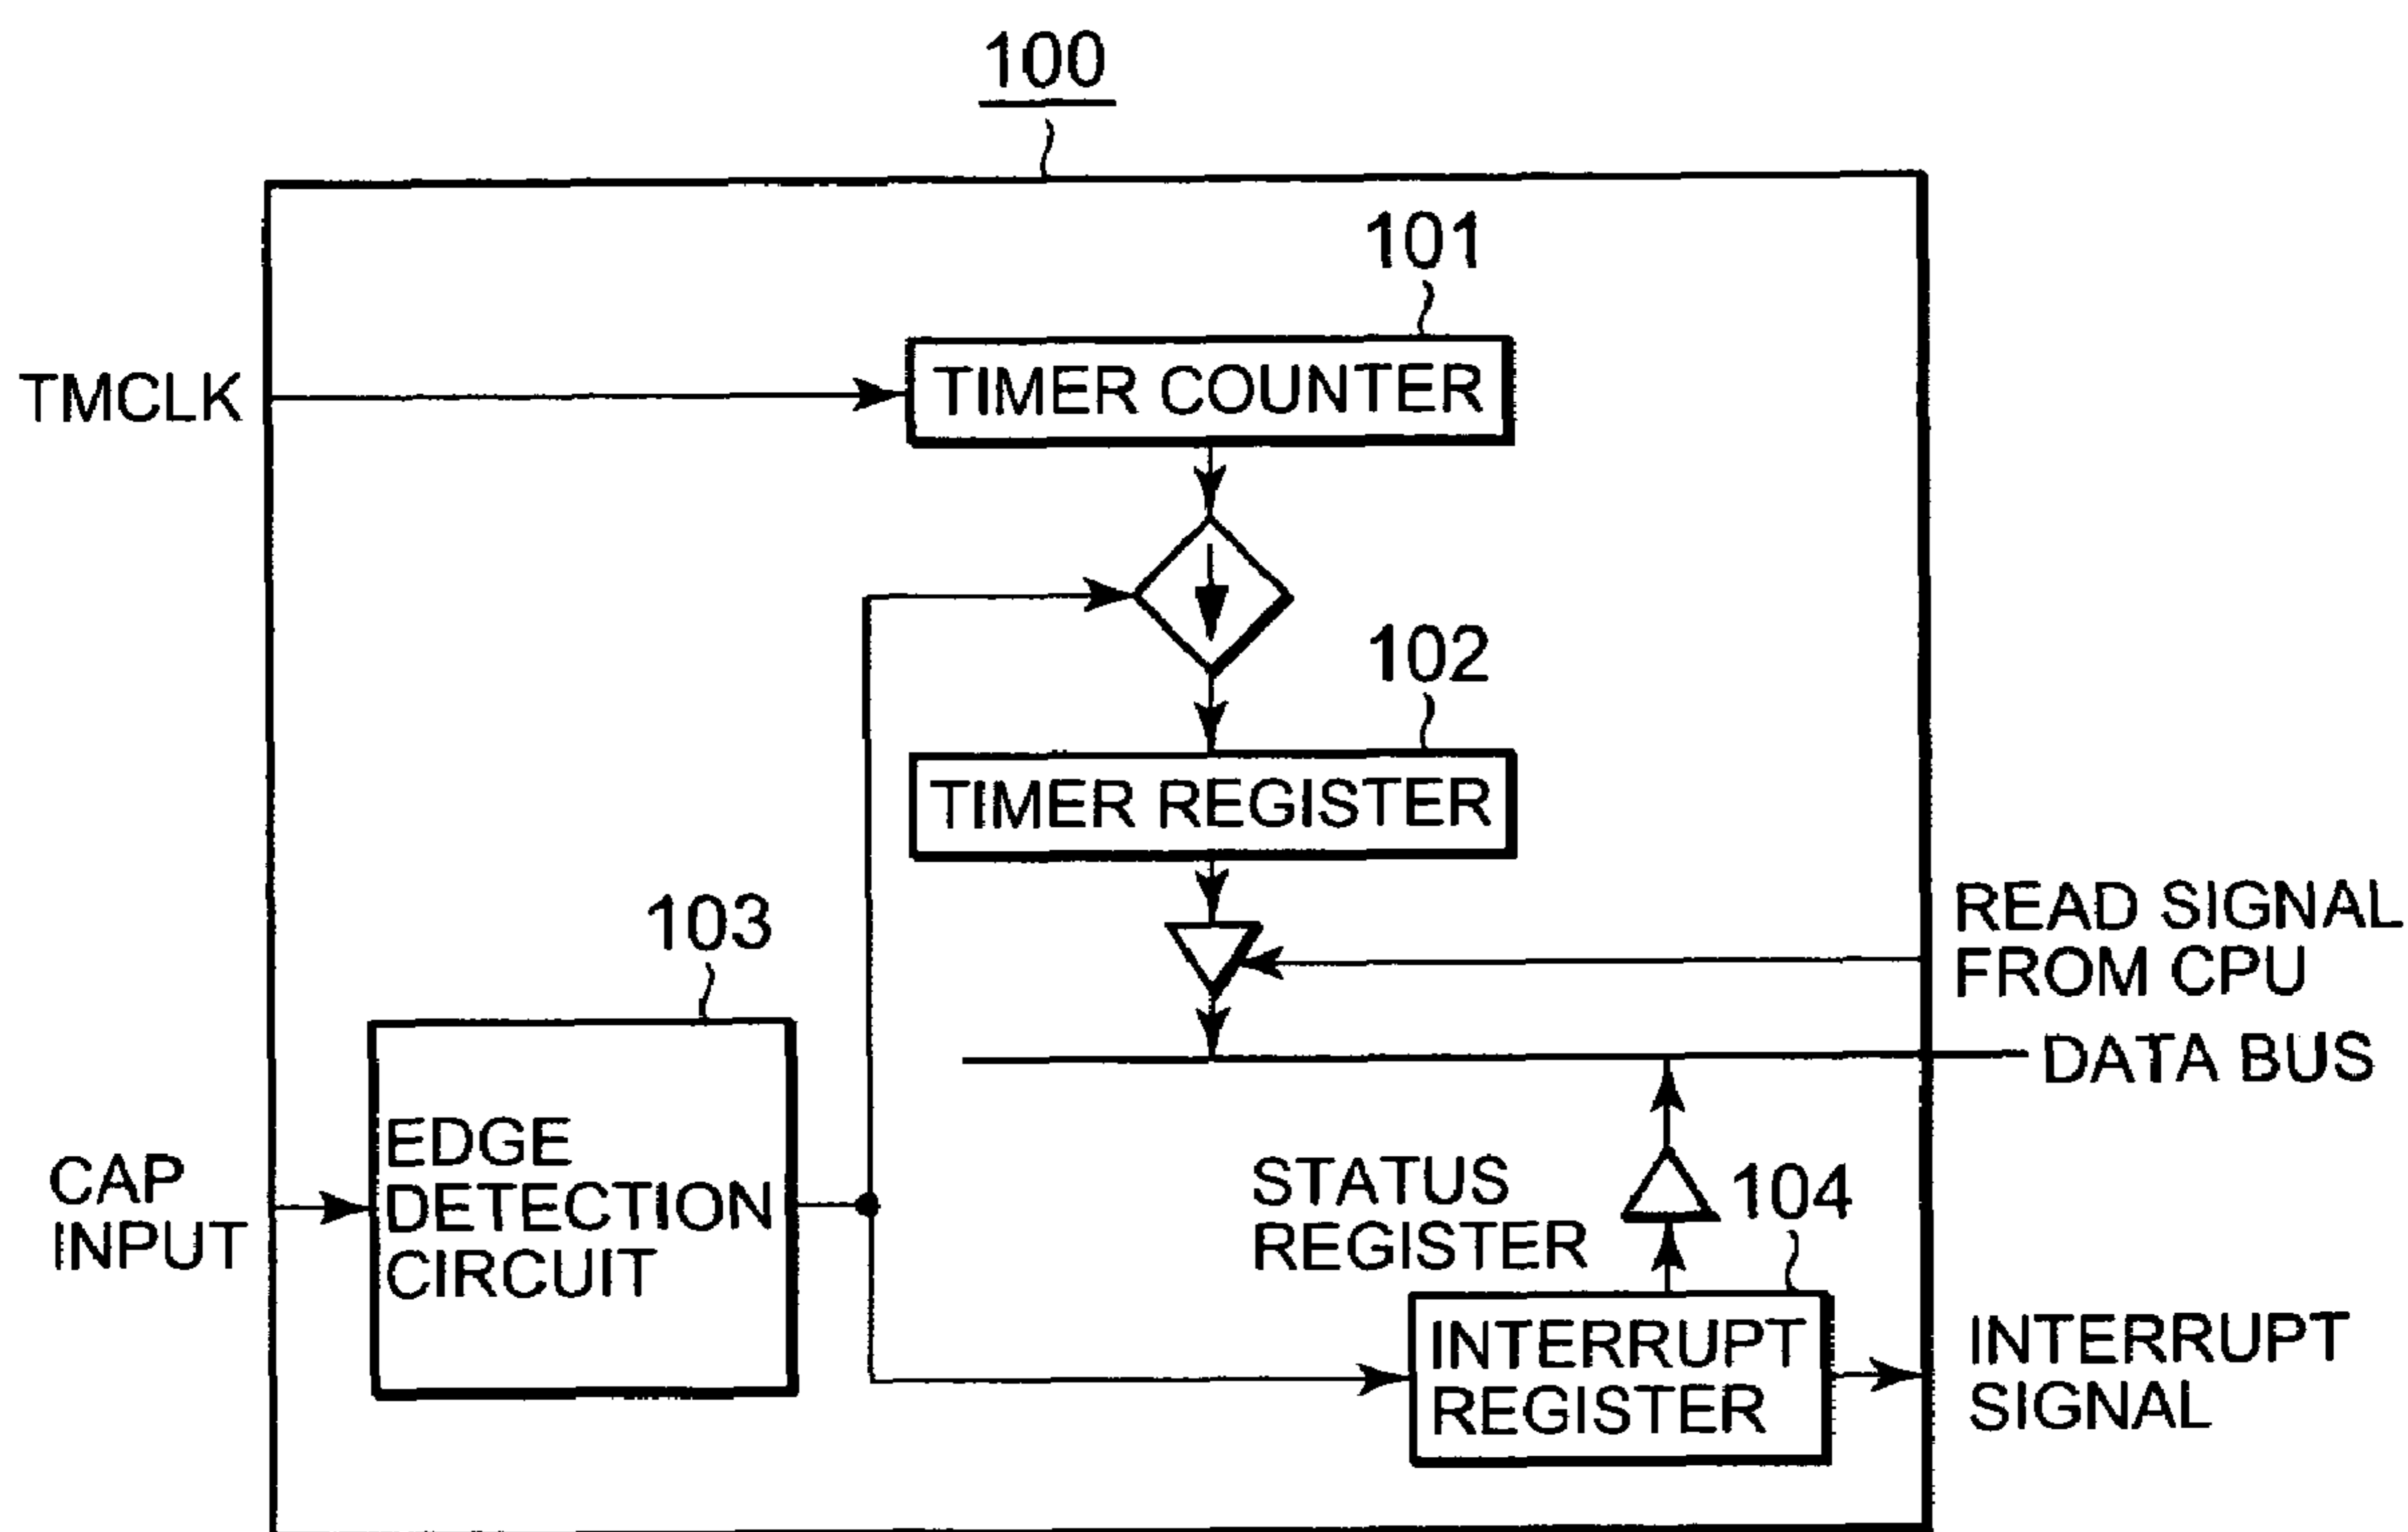 100
101
TMCLK
TIMER COUNTER
102
TIMER REGISTER
103
READ SIGNAL
FROM CPU
DATA BUS
EDGE
DETECTION
CIRCUIT
CAP
INPUT
STATUS
REGISTER
104
INTERRUPT
REGISTER
INTERRUPT
SIGNAL